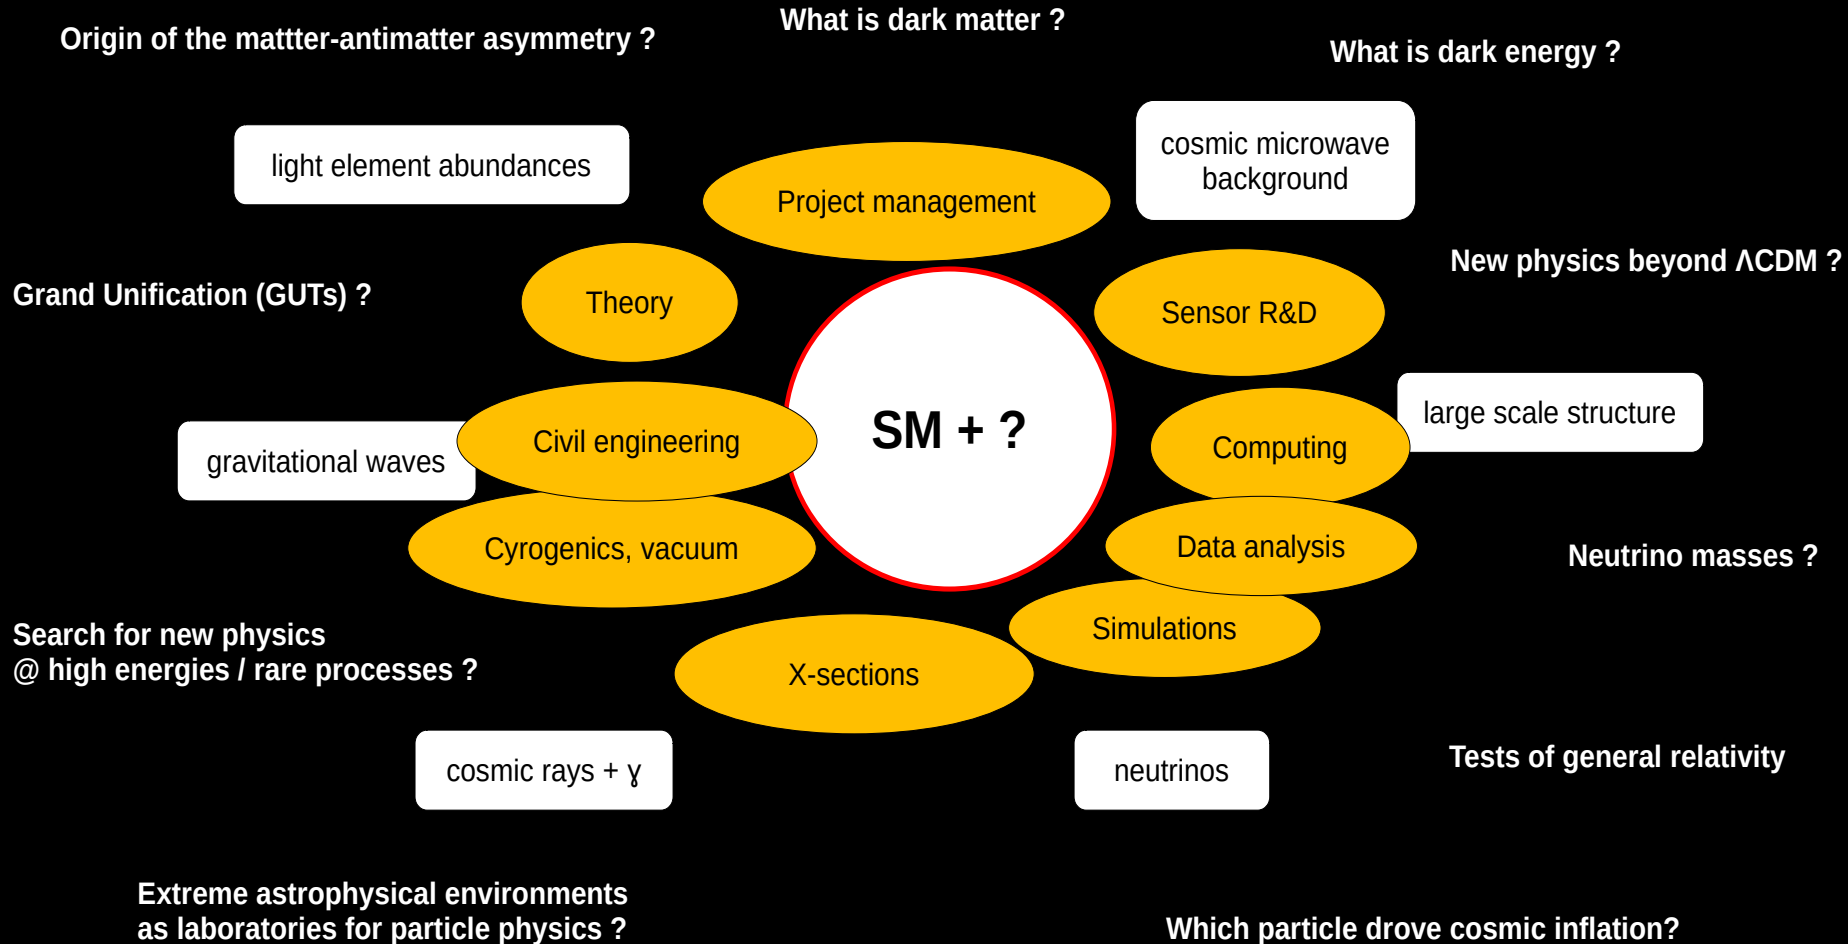 What is dark matter ?
Origin of the mattter-antimatter asymmetry ?
What is dark energy ?
light element abundances
cosmic microwave
background
Project management
Grand Unification (GUTs) ?
Theory
Sensor R&D
New physics beyond ΛCDM ?
gravitational waves
Civil engineering
SM + ?
Computing
large scale structure
Cyrogenics, vacuum
Data analysis
Neutrino masses ?
Search for new physics
@ high energies / rare processes ?
X-sections
Simulations
cosmic rays + ɣ
neutrinos
Tests of general relativity
Extreme astrophysical environments
as laboratories for particle physics ?
Which particle drove cosmic inflation?